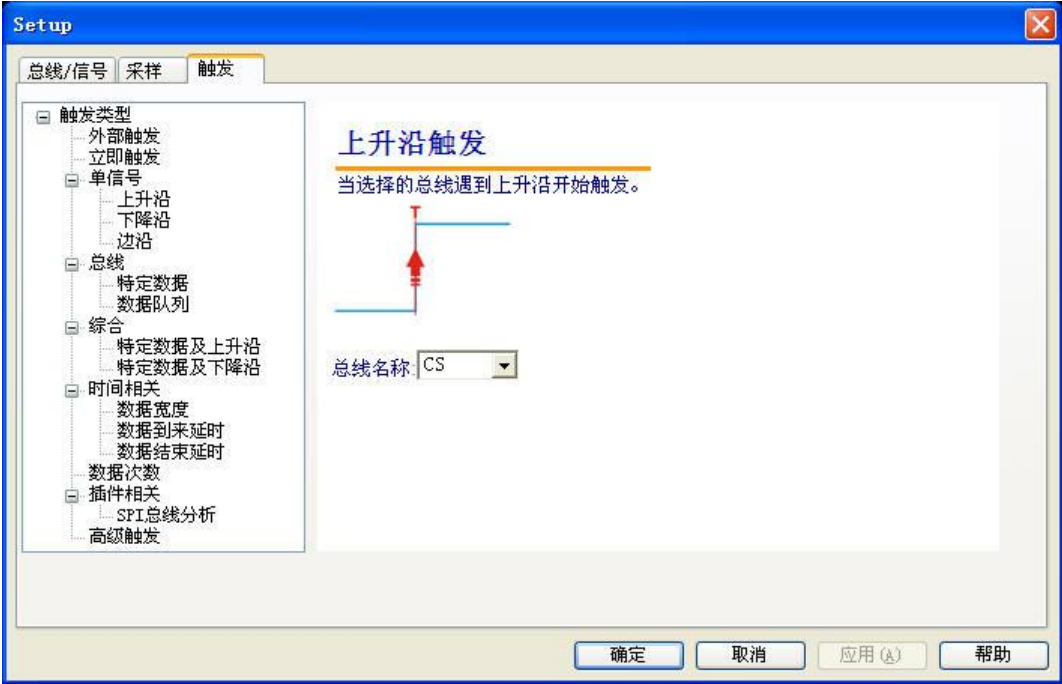 Setup
总线/信号 采样 触发
触发类型
外部触发
立即触发
单信号
上升沿
下降沿
边沿
总线
特定数据
数据队列
综合
特定数据及上升沿
特定数据及下降沿
时间相关
数据宽度
数据到来延时
数据结束延时
数据次数
插件相关
SPI总线分析
高级触发
上升沿触发
当选择的总线遇到上升沿开始触发。
T
总线名称: CS
确定 取消 应用(A) 帮助